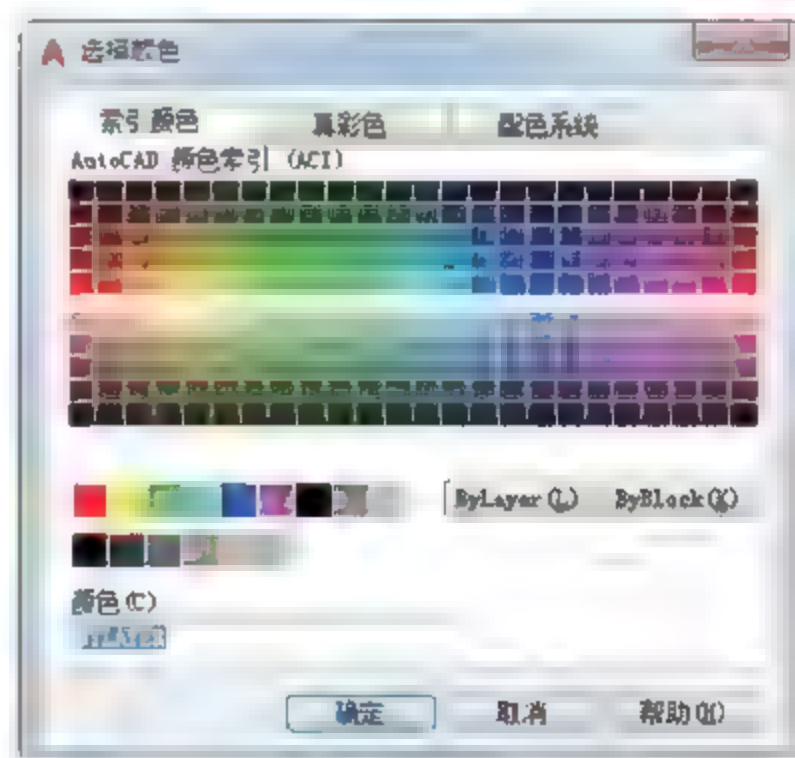 选择颜色
索引颜色 真彩色 配色系统
AutoCAD 颜色索引 (ACI)
ByLayer(L) ByBlock(K)
颜色(C)
确定 取消 帮助(H)